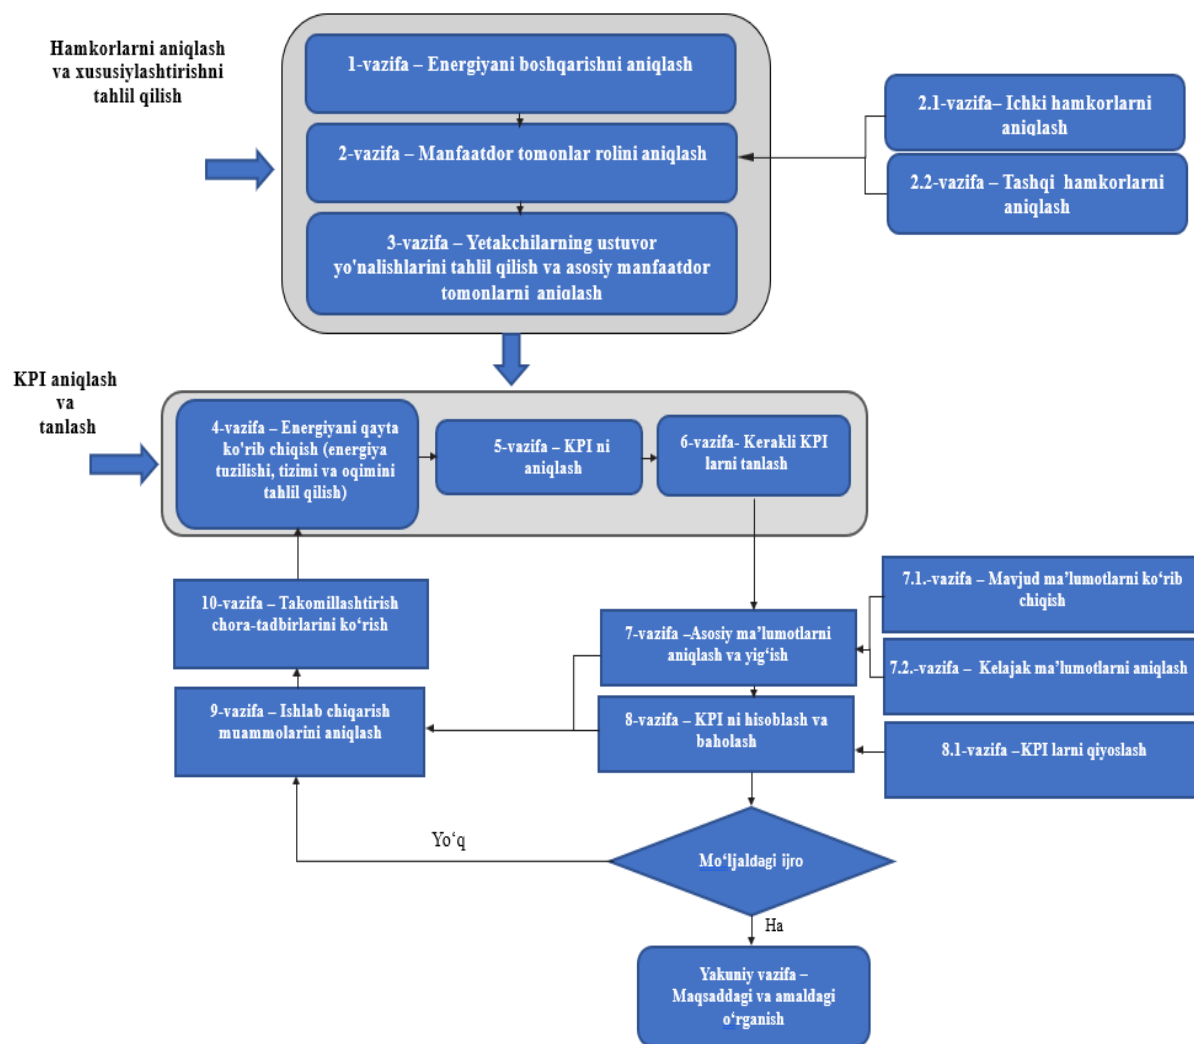 Hamkorlarni aniqlash
va xususiylashtirishni
tahlil qilish
1-vazifa – Energiyani boshqarishni aniqlash
2-vazifa – Manfaatdor tomonlar rolini aniqlash
2.1-vazifa– Ichki hamkorlarni
aniqlash
2.2-vazifa – Tashqi hamkorlarni
aniqlash
3-vazifa – Yetakchilarning ustuvor
yo'nalishlarini tahlil qilish va asosiy manfaatdor
tomonlarni aniqlash
KPI aniqlash
va
tanlash
4-vazifa – Energiyani qayta
ko'rib chiqish (energiya
tuzilishi, tizimi va oqimini
tahlil qilish)
5-vazifa – KPI ni
aniqlash
6-vazifa- Kerakli KPI
larni tanlash
7.1.-vazifa – Mavjud ma’lumotlarni ko‘rib
chiqish
7.2.-vazifa – Kelajak ma’lumotlarni aniqlash
7-vazifa –Asosiy ma’lumotlarni
aniqlash va yig‘ish
10-vazifa – Takomillashtirish
chora-tadbirlarini ko‘rish
9-vazifa – Ishlab chiqarish
muammolarini aniqlash
8-vazifa – KPI ni hisoblash va
baholash
8.1-vazifa –KPI larni qiyoslash
Yo‘q
Mo‘ljaldagi ijro
Ha
Yakuniy vazifa –
Maqsaddagi va amaldagi
o‘rganish